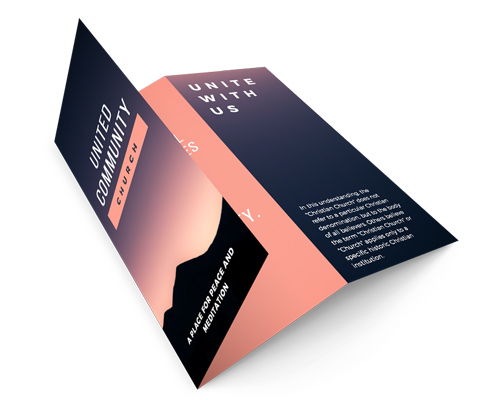 UNITED
COMMUNITY
CHURCH
A PLACE FOR PEACE AND
MEDITATION
UNITE
WITH
US
In this understanding, the
"Christian Church" does not
refer to a particular Christian
denomination, but to the body
of all believers. Others believe
the term "Christian Church" or
"Church" applies only to a
specific historic Christian
institution.